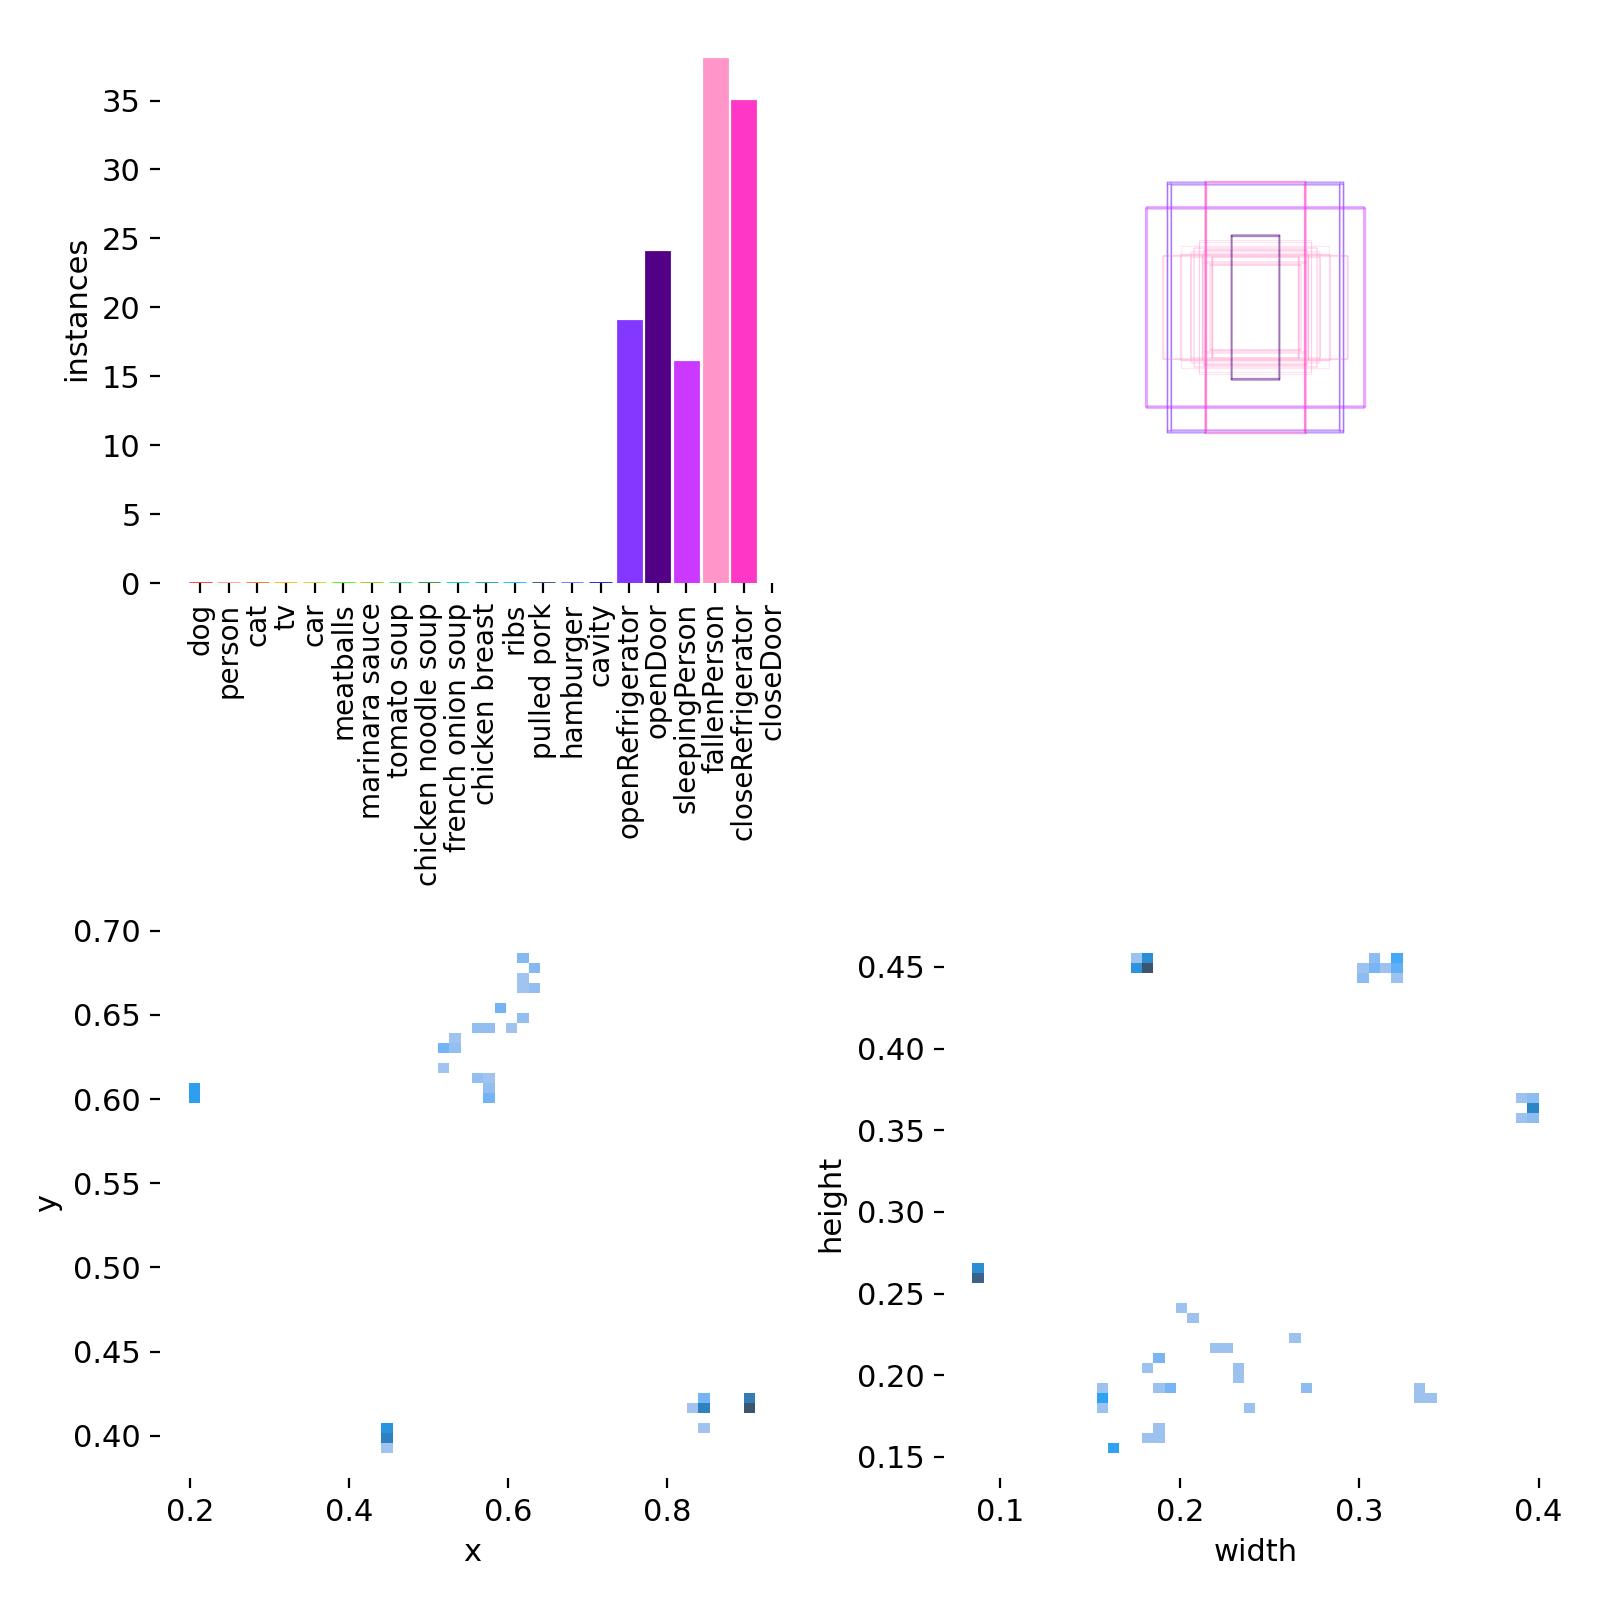 35
30
25
20
15
10
5
0
instances
dog
person
cat
tv
car
meatballs
marinara sauce
tomato soup
chicken noodle soup
french onion soup
chicken breast
ribs
pulled pork
hamburger
cavity
openRefrigerator
openDoor
sleepingPerson
fallenPerson
closeRefrigerator
closeDoor
0.70
0.65
0.60
0.55
0.50
0.45
0.40
y
0.2 0.4 0.6 0.8
x
0.45
0.40
0.35
0.30
0.25
0.20
0.15
height
0.1 0.2 0.3 0.4
width